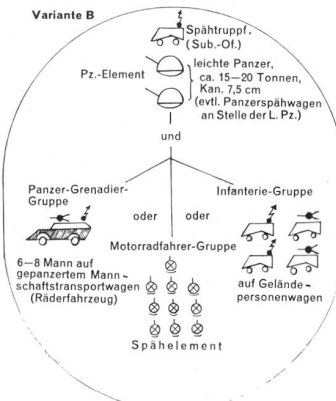 Variante B
Spähtruppf.
(Sub.-Of.)
Pz.-Element
leichte Panzer,
ca. 15—20 Tonnen,
Kan. 7,5 cm
(evtl. Panzerspähwagen
an Stelle der L. Pz.)
und
Panzer-Grenadier-
Gruppe
Infanterie-Gruppe
oder oder
Motorradfahrer-Gruppe
6—8 Mann auf
gepanzertem Mann-
schaftstransportwagen
(Räderfahrzeug)
auf Gelände-
personenwagen
Spähelement